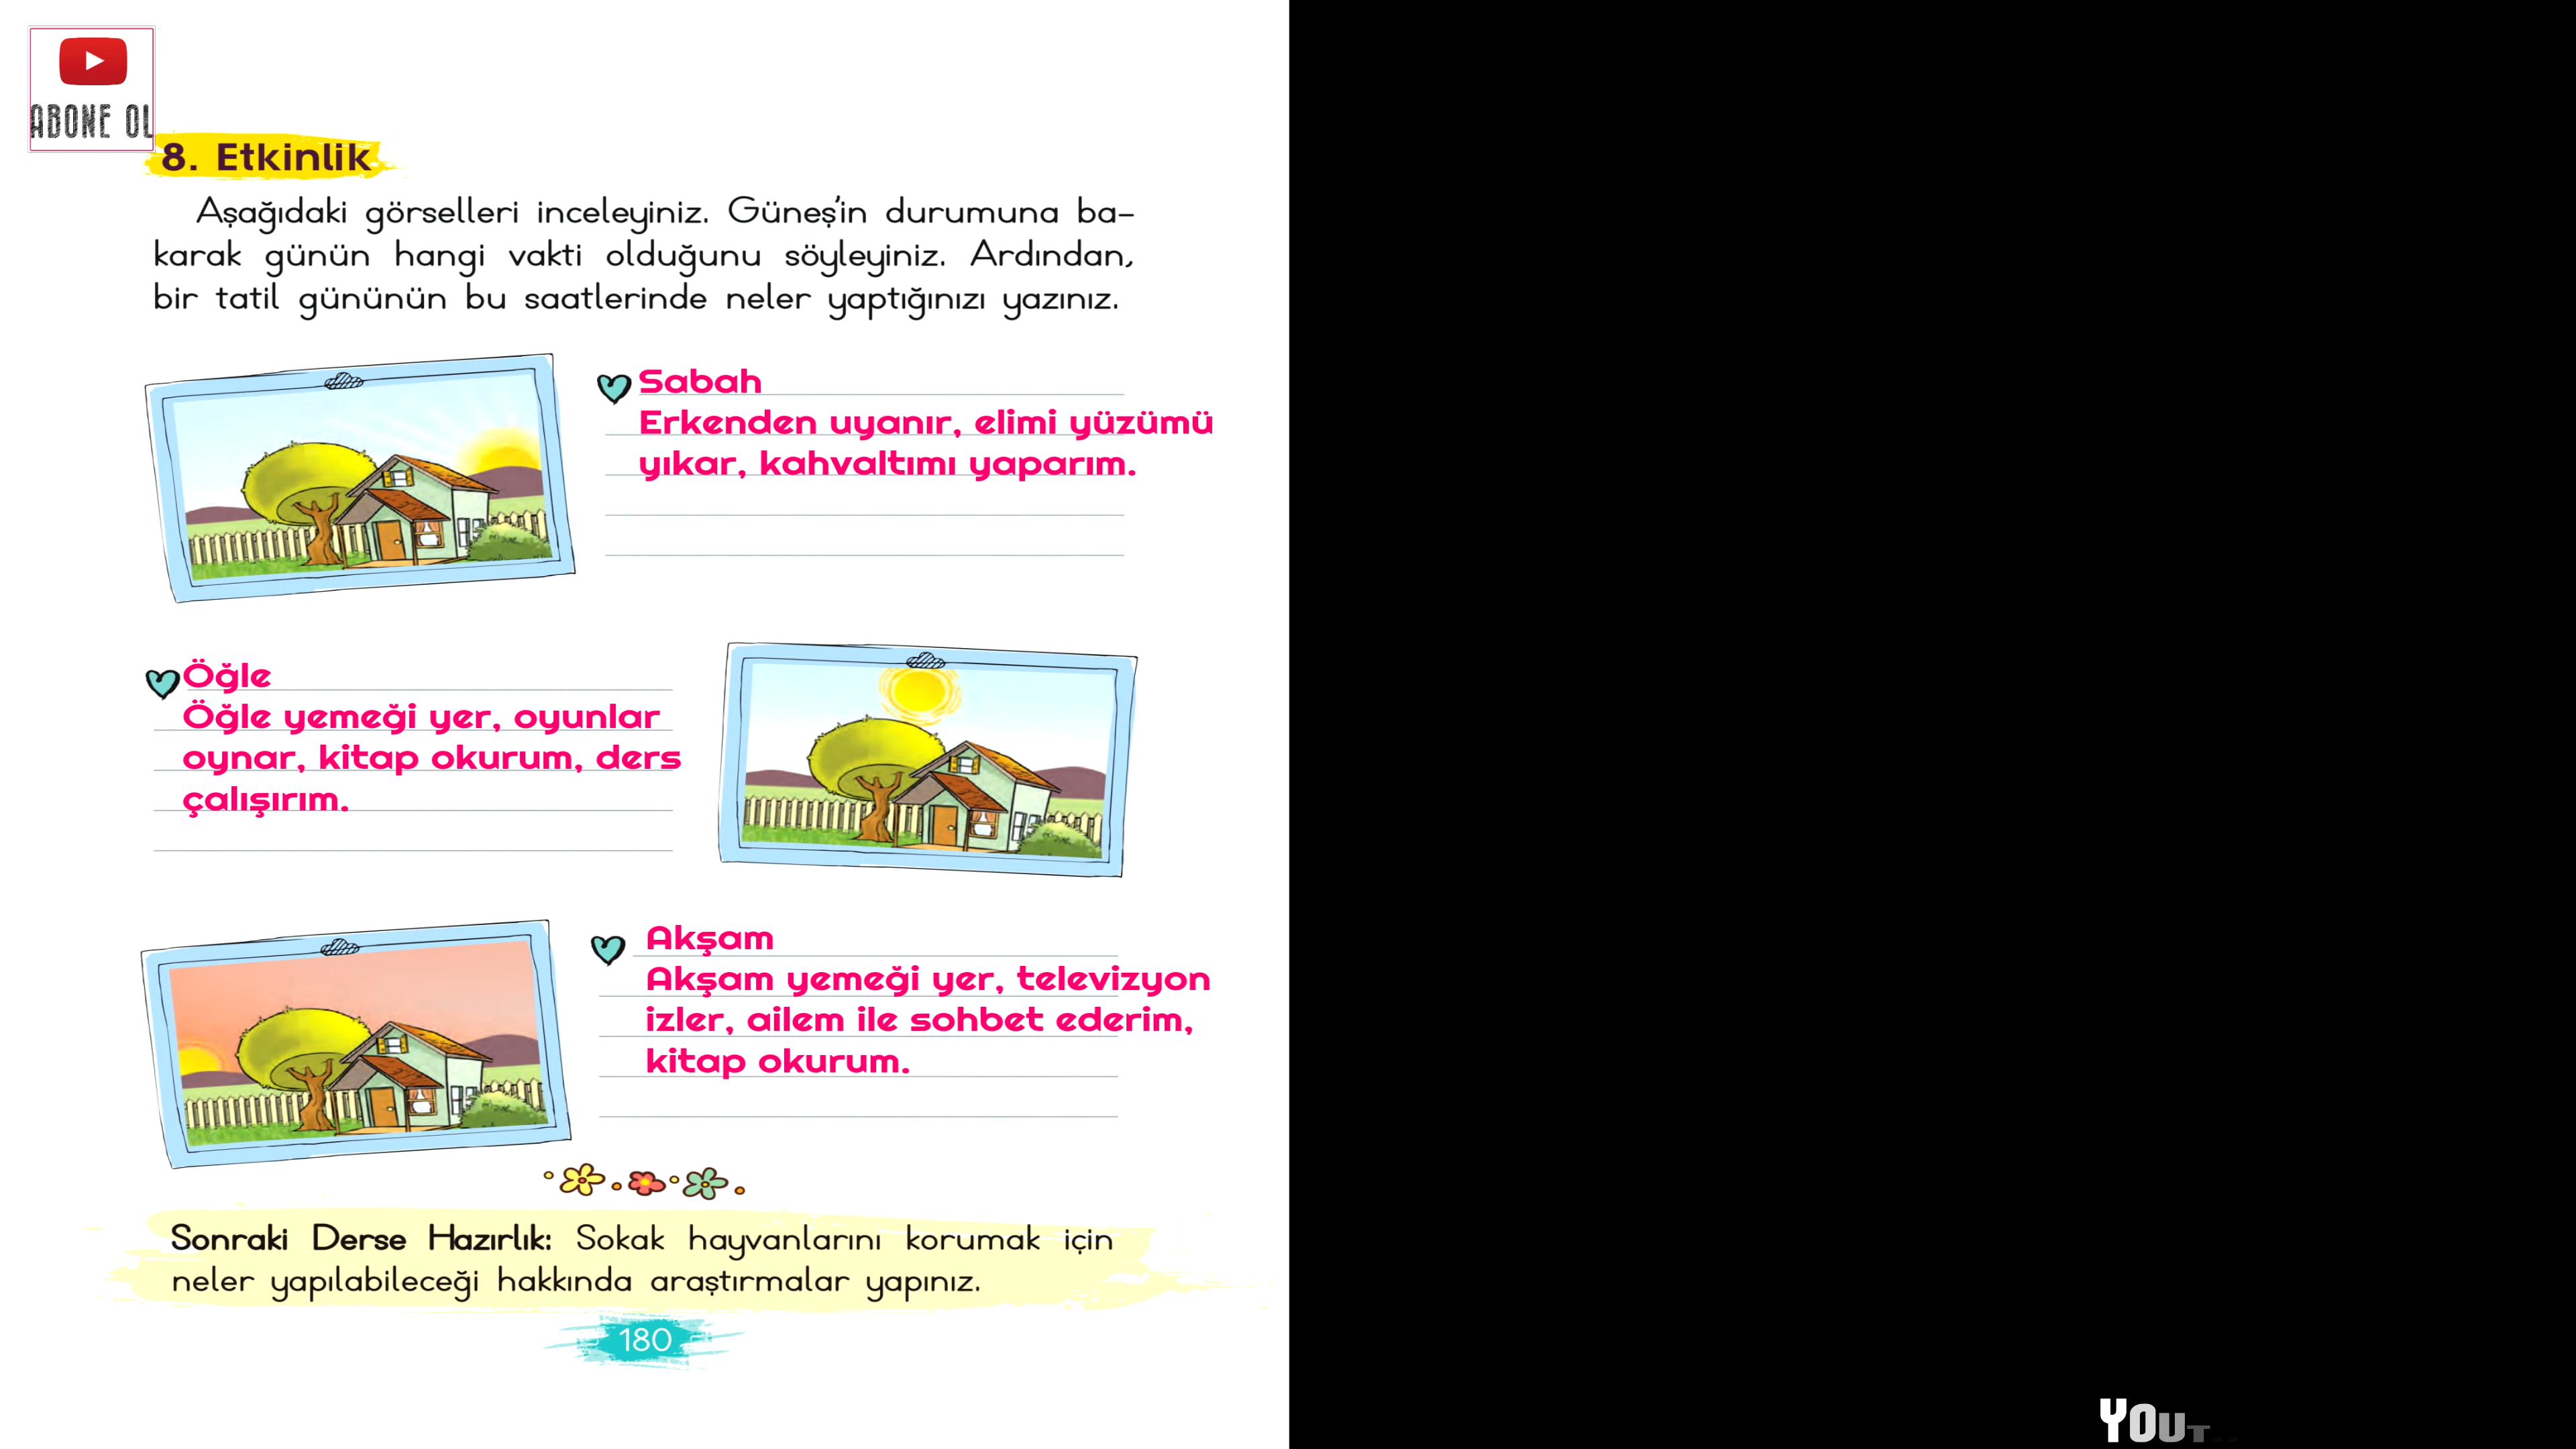 ABONE OL
8. Etkinlik
Aşağıdaki görselleri inceleyiniz. Güneş'in durumuna ba-
karak günün hangi vakti olduğunu söyleyiniz. Ardından,
bir tatil gününün bu saatlerinde neler yaptığınızı yazınız.
Sabah
Erkenden uyanır, elimi yüzümü
yıkar, kahvaltımı yaparım.
Öğle
Öğle yemeği yer, oyunlar
oynar, kitap okurum, ders
çalışırım.
Akşam
Akşam yemeği yer, televizyon
izler, ailem ile sohbet ederim,
kitap okurum.
Sonraki Derse Hazırlık: Sokak hayvanlarını korumak için
neler yapılabileceği hakkında araştırmalar yapınız.
180
YOUT